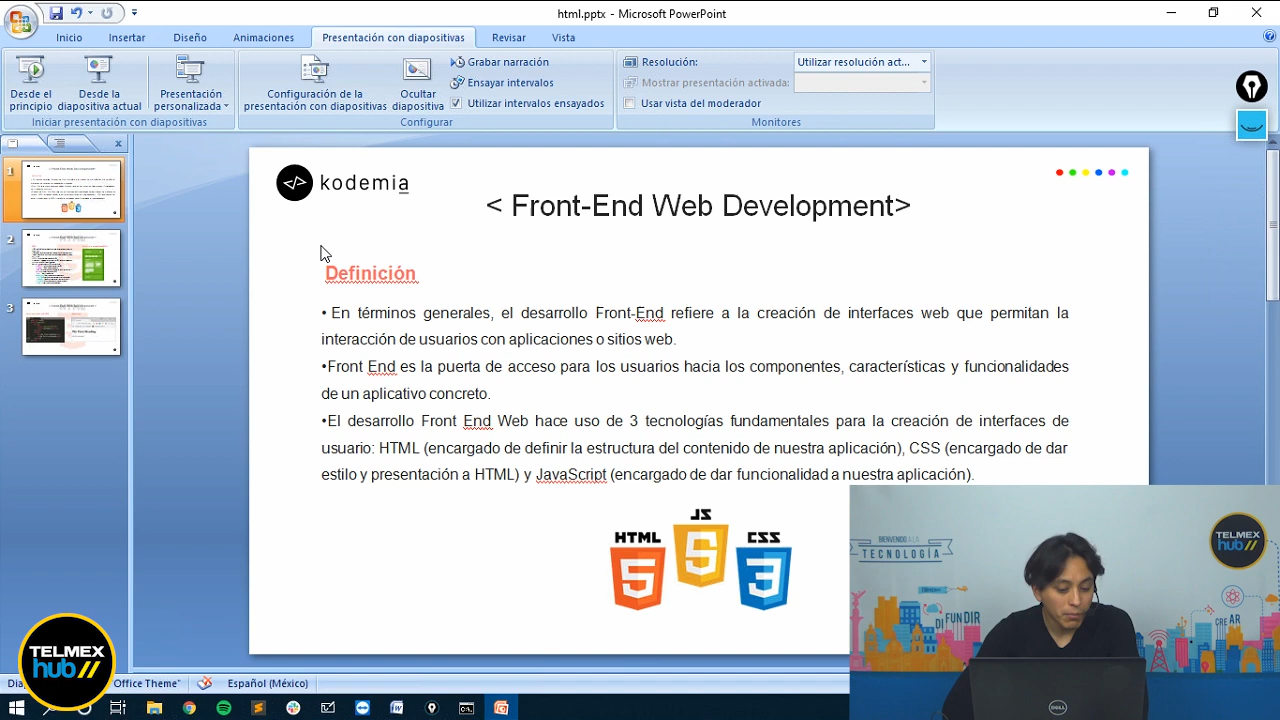 html.pptx - Microsoft PowerPoint
Inicio Insertar Diseño Animaciones Presentación con diapositivas Revisar Vista
Desde el principio
Desde la diapositiva actual
Presentación personalizada
Iniciar presentación con diapositivas
Configuración de la presentación con diapositivas
Ocultar diapositiva
Grabar narración
Ensayar intervalos
Utilizar intervalos ensayados
Configurar
Resolución: Utilizar resolución act...
Mostrar presentación activada:
Usar vista del moderador
Monitores
1
2
3
</> kodemia
< Front-End Web Development>
Definición
• En términos generales, el desarrollo Front-End refiere a la creación de interfaces web que permitan la
interacción de usuarios con aplicaciones o sitios web.
•Front End es la puerta de acceso para los usuarios hacia los componentes, características y funcionalidades
de un aplicativo concreto.
•El desarrollo Front End Web hace uso de 3 tecnologías fundamentales para la creación de interfaces de
usuario: HTML (encargado de definir la estructura del contenido de nuestra aplicación), CSS (encargado de dar
estilo y presentación a HTML) y JavaScript (encargado de dar funcionalidad a nuestra aplicación).
HTML JS CSS
5 5 3
BIENVENIDO A LA
TECNOLOGÍA
TELMEX
hub//
DIFUNDIR
CREAR
DELL
TELMEX
hub//
Office Theme" Español (México)